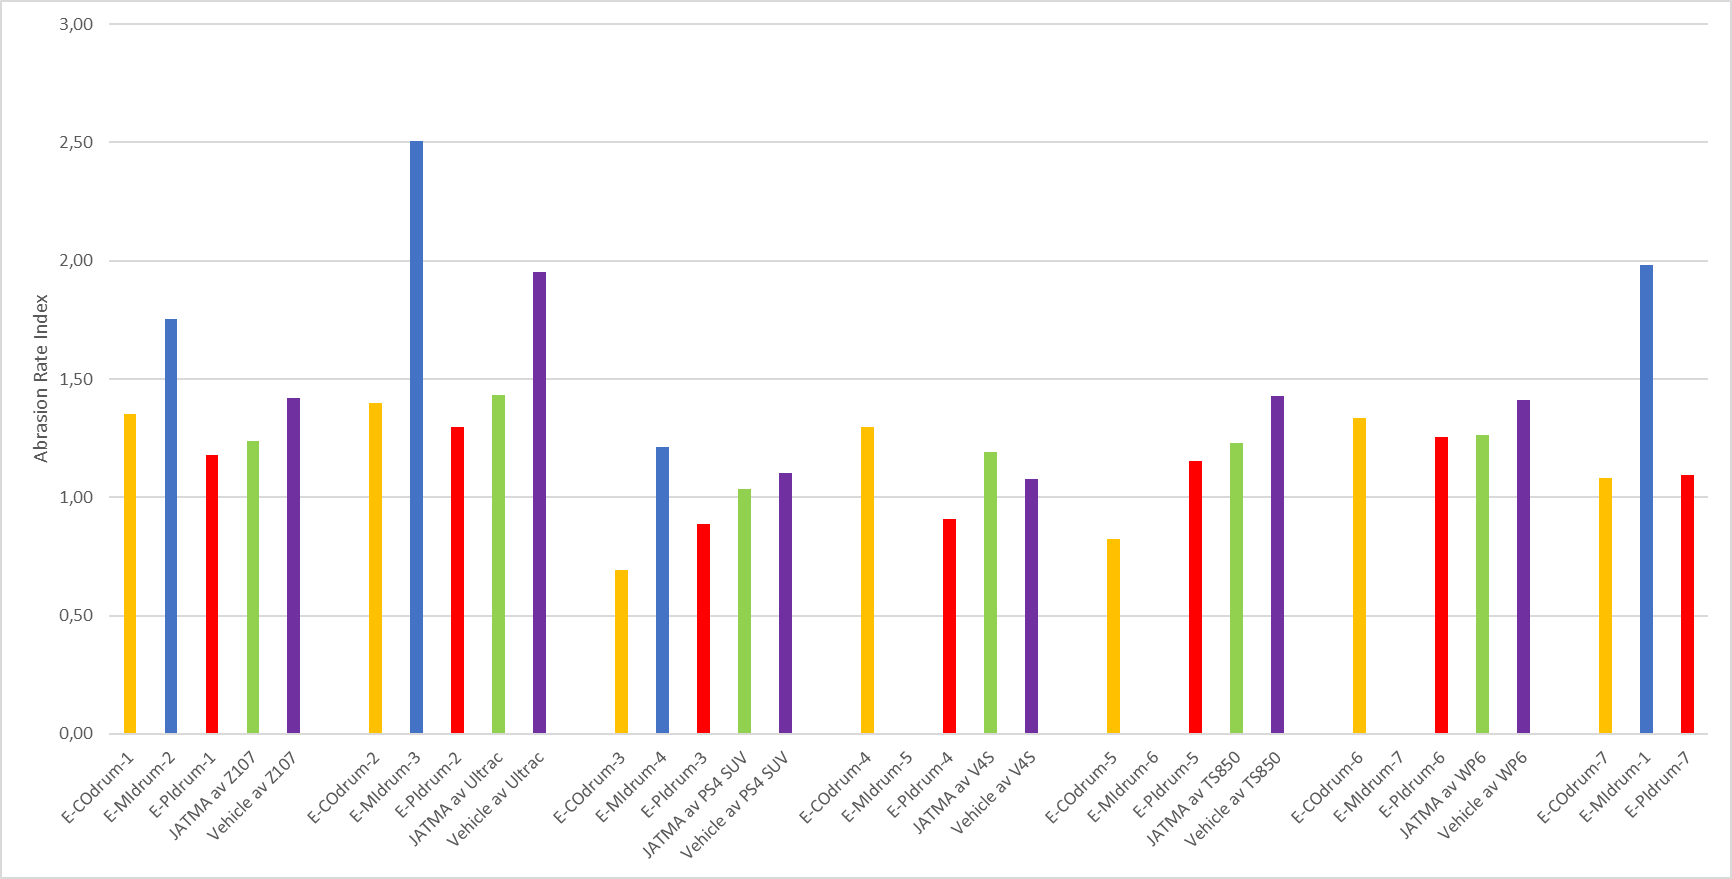 3,00
2,50
2,00
1,50
1,00
0,50
0,00
Abrasion Rate Index
E-COdrum-1
E-MIdrum-2
E-PIdrum-1
JATMA av Z107
Vehicle av Z107
E-COdrum-2
E-MIdrum-3
E-PIdrum-2
JATMA av Ultrac
Vehicle av Ultrac
E-COdrum-3
E-MIdrum-4
E-PIdrum-3
JATMA av PS4 SUV
Vehicle av PS4 SUV
E-COdrum-4
E-MIdrum-5
E-PIdrum-4
JATMA av V4S
Vehicle av V4S
E-COdrum-5
E-MIdrum-6
E-PIdrum-5
JATMA av TS850
Vehicle av TS850
E-COdrum-6
E-MIdrum-7
E-PIdrum-6
JATMA av WP6
Vehicle av WP6
E-COdrum-7
E-MIdrum-1
E-PIdrum-7